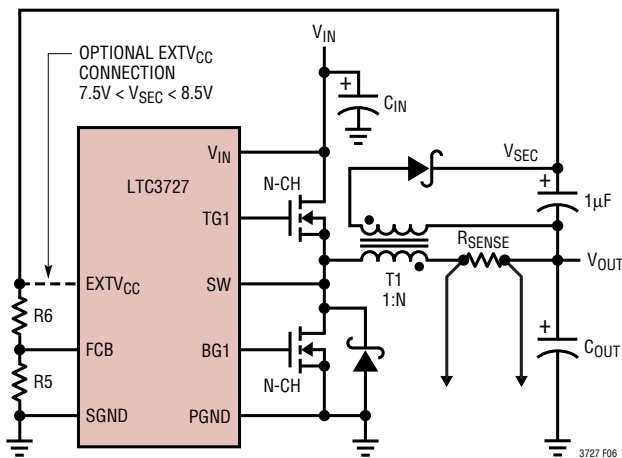 OPTIONAL EXTVCC
CONNECTION
7.5V < VSEC < 8.5V
VIN
+
CIN
VIN
LTC3727
N-CH
TG1
VSEC
+
1µF
RSENSE
VOUT
T1
1:N
EXTVCC
SW
R6
FCB
BG1
+
COUT
R5
N-CH
SGND
PGND
3727 F06